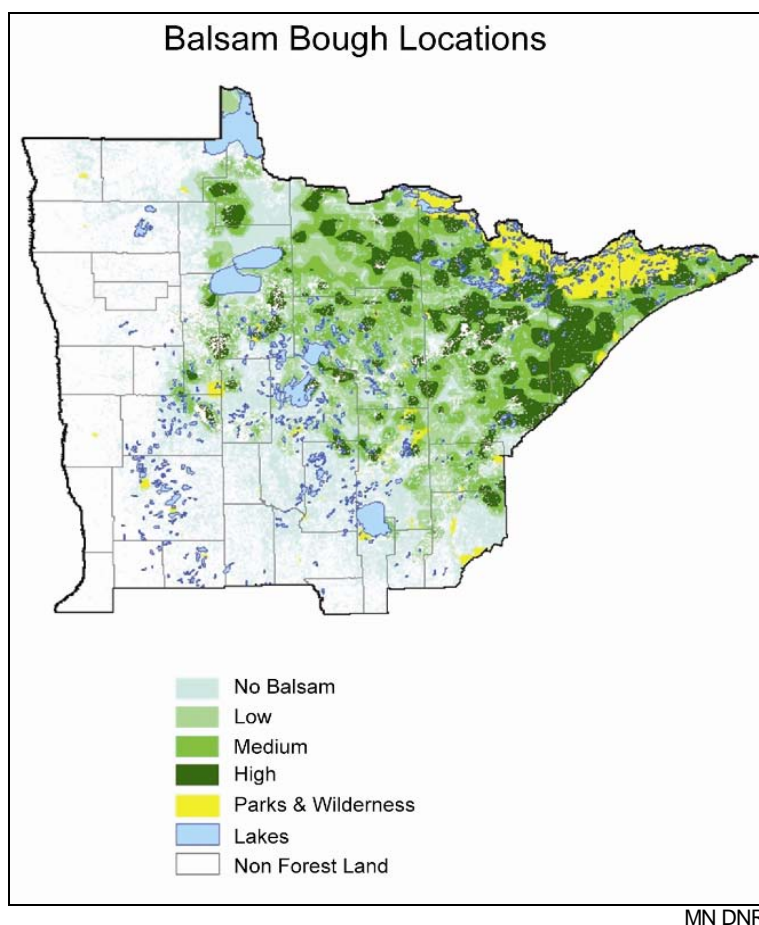 Balsam Bough Locations
No Balsam
Low
Medium
High
Parks & Wilderness
Lakes
Non Forest Land
MN DNR